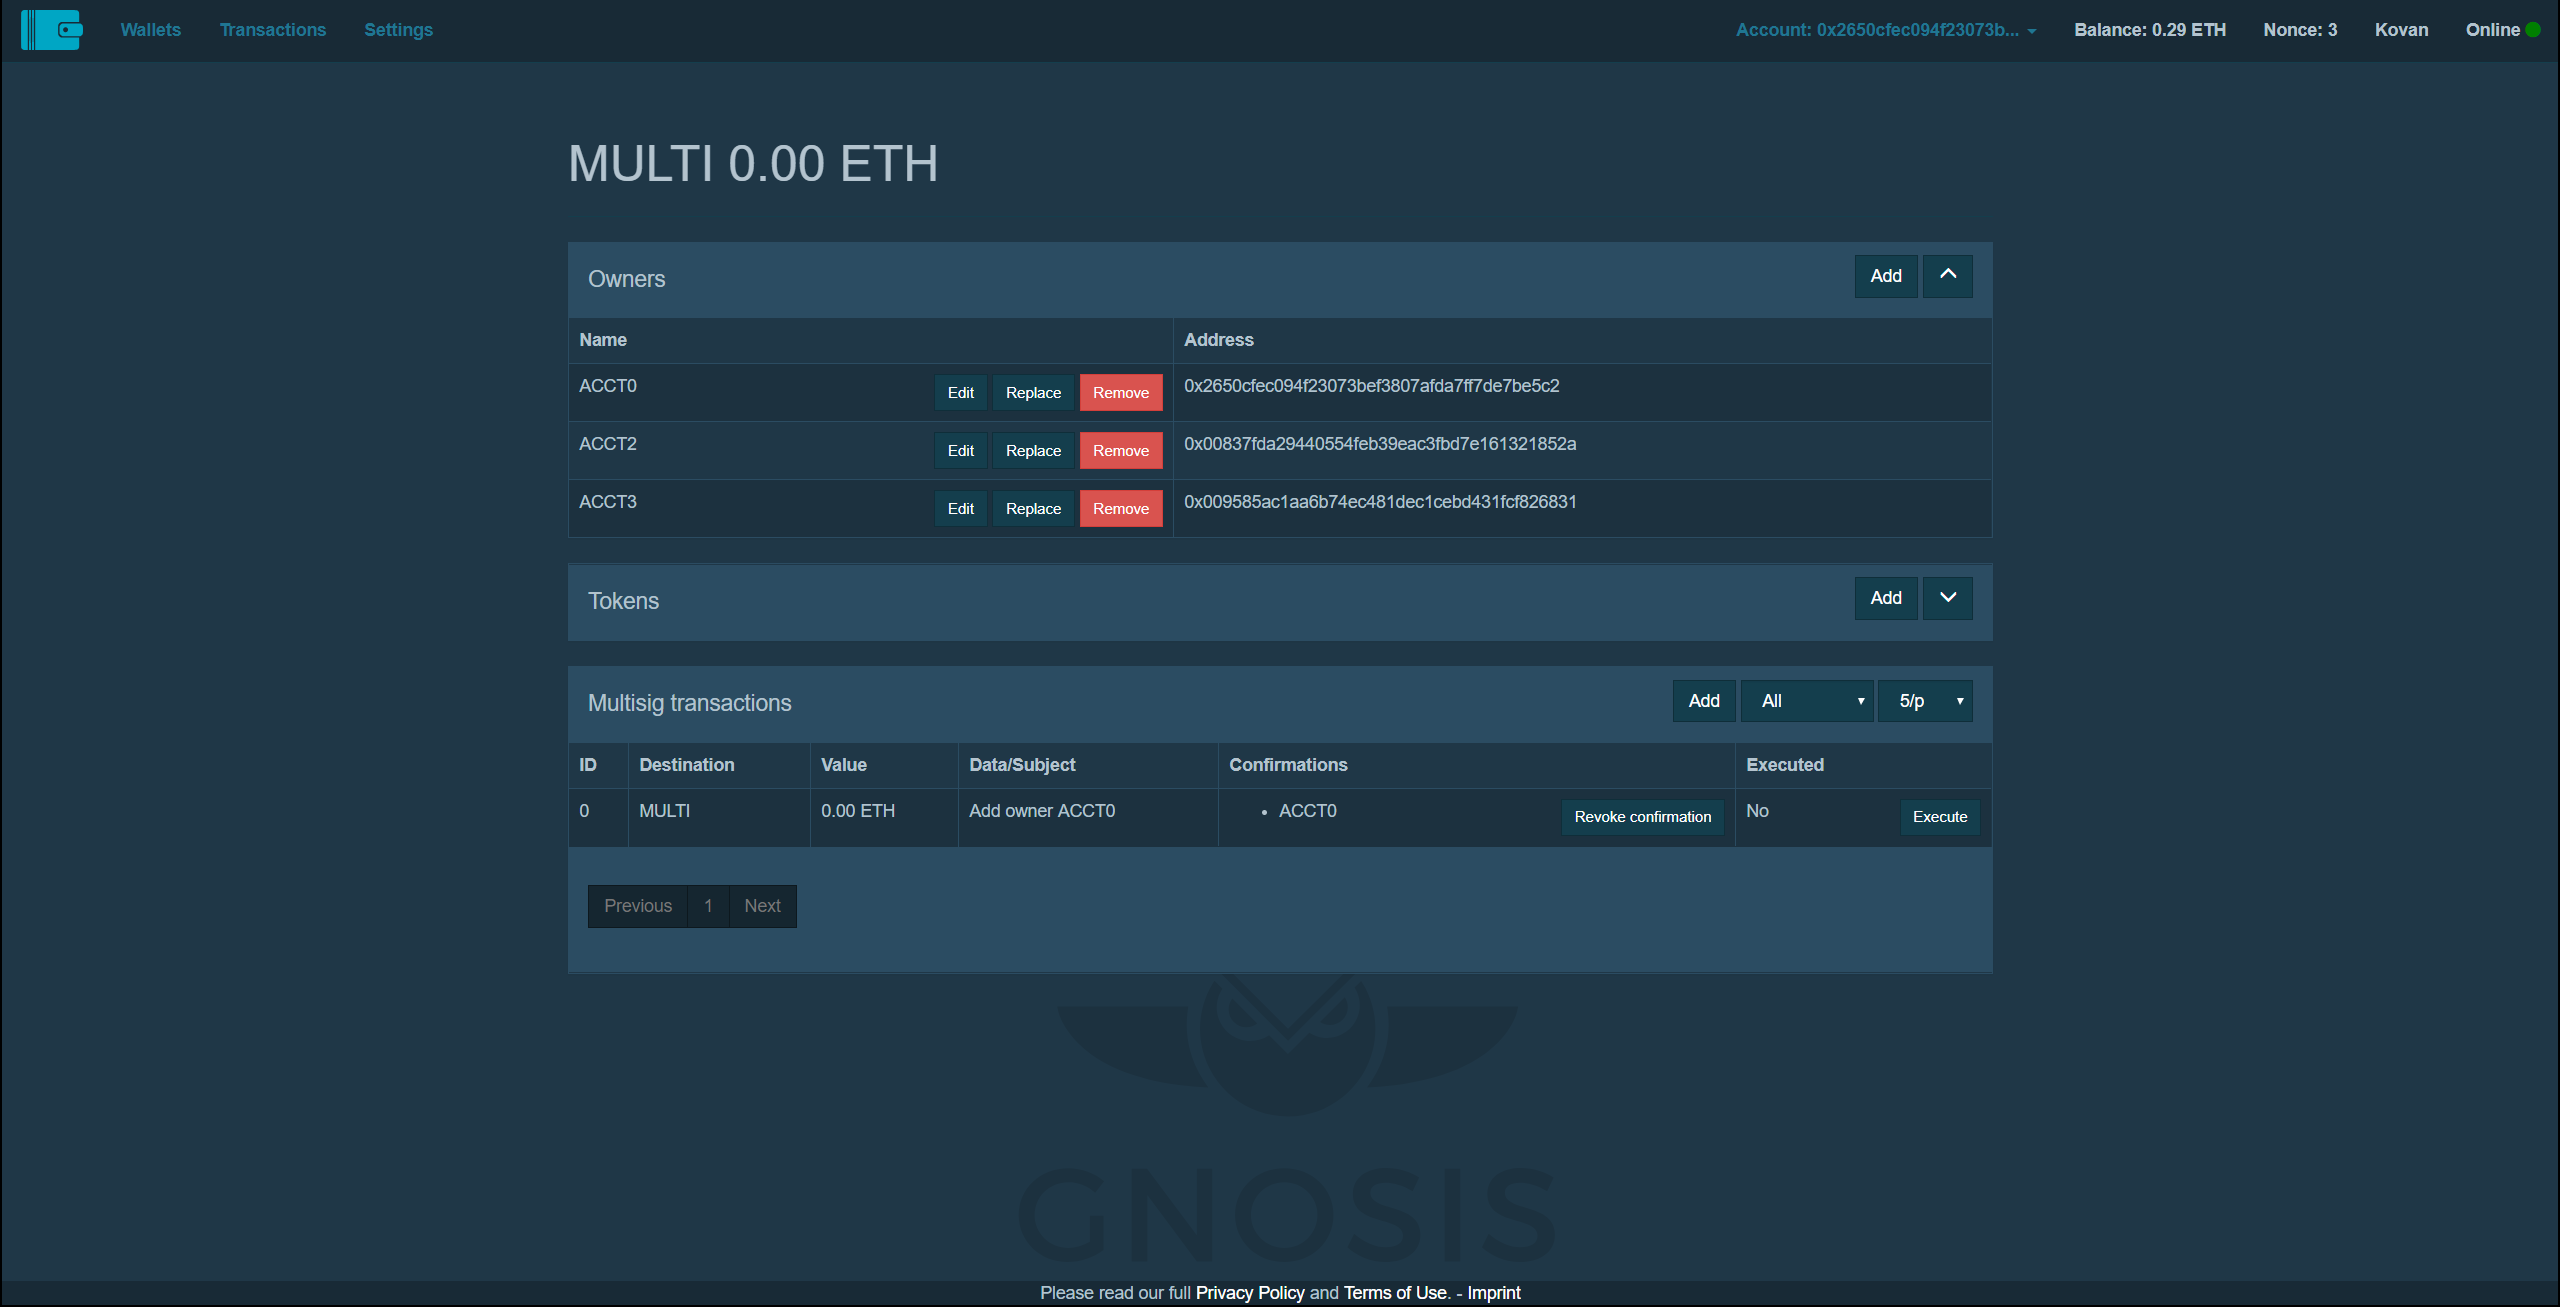 Wallets Transactions Settings Account: 0x2650cfec094f23073b... Balance: 0.29 ETH Nonce: 3 Kovan Online
MULTI 0.00 ETH
Owners Add
Name Address
ACCT0 Edit Replace Remove 0x2650cfec094f23073bef3807afda7ff7de7be5c2
ACCT2 Edit Replace Remove 0x00837fda29440554feb39eac3fbd7e161321852a
ACCT3 Edit Replace Remove 0x009585ac1aa6b74ec481dec1cebd431fcf826831
Tokens Add
Multisig transactions Add All 5/p
ID Destination Value Data/Subject Confirmations Executed
0 MULTI 0.00 ETH Add owner ACCT0 • ACCT0 Revoke confirmation No Execute
Previous 1 Next
GNOSIS
Please read our full Privacy Policy and Terms of Use. - Imprint